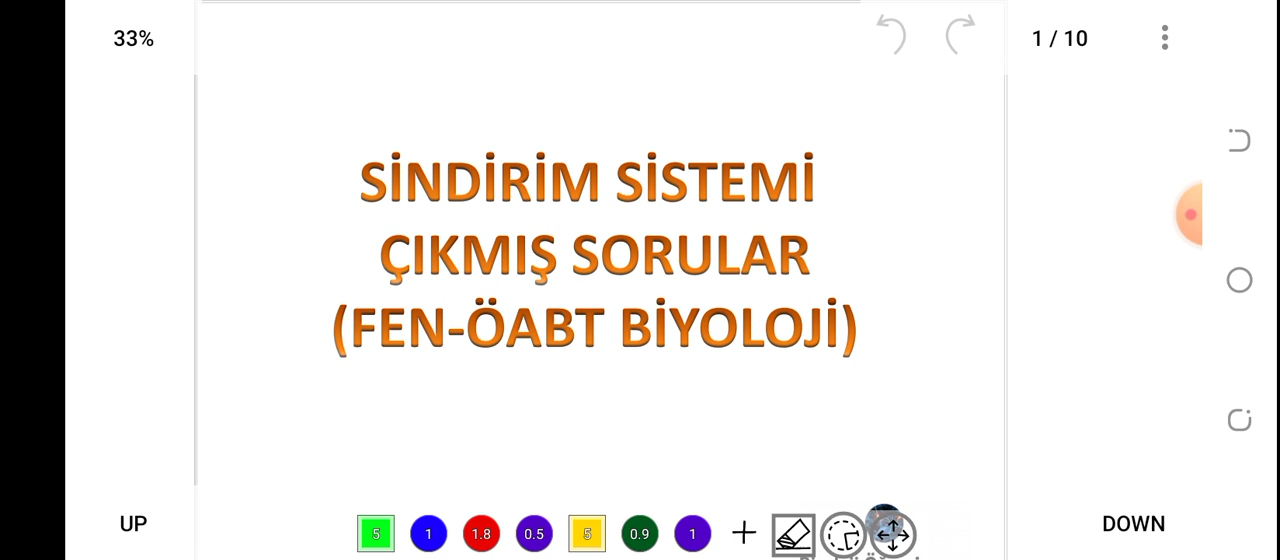 33%
1 / 10
SİNDİRİM SİSTEMİ
ÇIKMIŞ SORULAR
(FEN-ÖABT BİYOLOJİ)
UP
5 1 1.8 0.5 5 0.9 1
DOWN